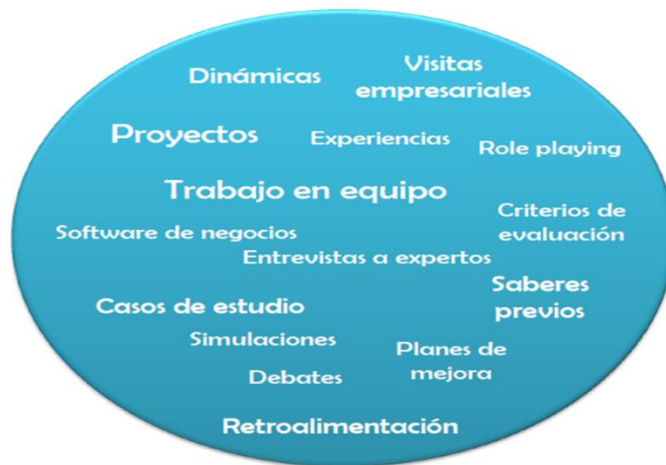 Dinámicas
Visitas
empresariales
Proyectos
Experiencias
Role playing
Trabajo en equipo
Criterios de
evaluación
Software de negocios
Entrevistas a expertos
Saberes
previos
Casos de estudio
Simulaciones
Planes de
mejora
Debates
Retroalimentación